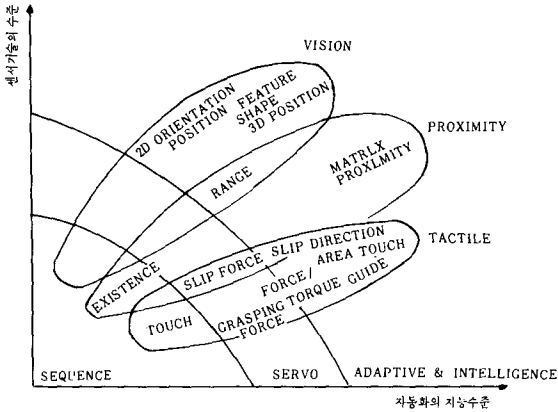 센서기술의 수준
VISION
2D ORIENTATION
POSITION FEATURE
SHAPE
3D POSITION
PROXIMITY
RANGE
MATRLX
PROXLMITY
TACTILE
EXISTENCE
SLIP FORCE SLIP DIRECTION
FORCE/ AREA TOUCH
TOUCH
GRASPING TORQUE GUIDE
FORCE
SEQUENCE
SERVO
ADAPTIVE & INTELLIGENCE
자동화의 지능수준